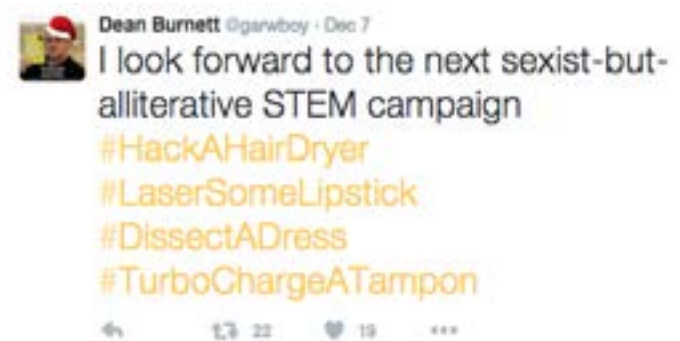 Dean Burnett @garwboy · Dec 7
I look forward to the next sexist-but-
alliterative STEM campaign
#HackAHairDryer
#LaserSomeLipstick
#DissectADress
#TurboChargeATampon
22 19